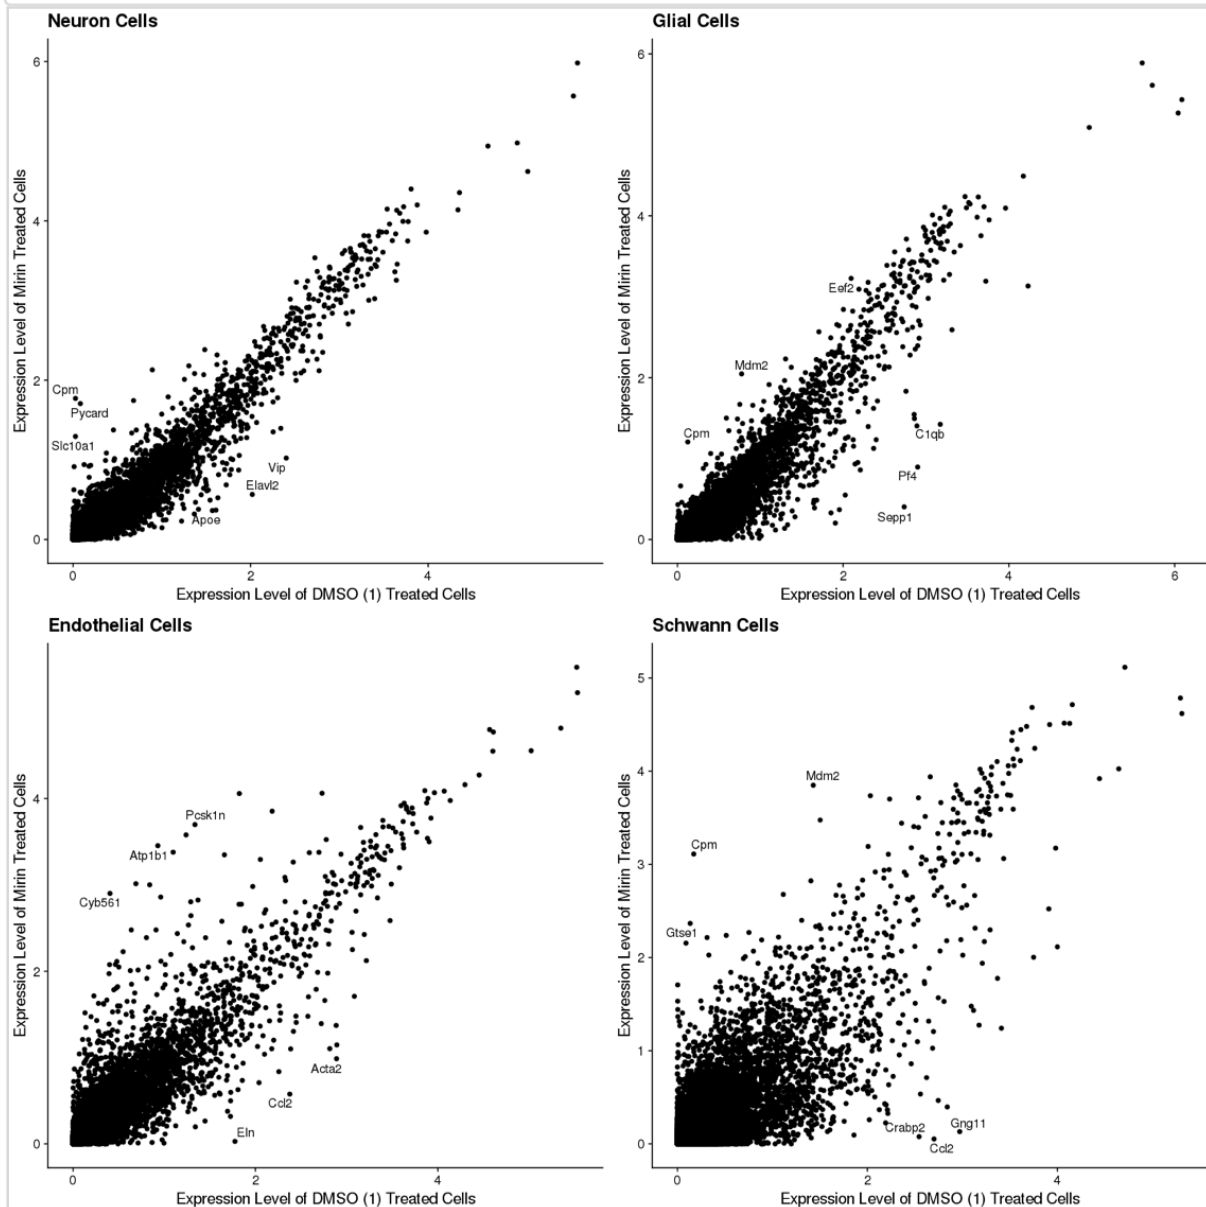 Neuron Cells
6
4
2
0
0
2
4
Expression Level of Mirin Treated Cells
Expression Level of DMSO (1) Treated Cells
Cpm
Pycard
Slc10a1
Vip
Elavl2
Apoe
Glial Cells
6
4
2
0
0
2
4
6
Expression Level of Mirin Treated Cells
Expression Level of DMSO (1) Treated Cells
Eef2
Mdm2
Cpm
C1qb
Pf4
Sepp1
Endothelial Cells
4
2
0
0
2
4
Expression Level of Mirin Treated Cells
Expression Level of DMSO (1) Treated Cells
Pcsk1n
Atp1b1
Cyb561
Acta2
Ccl2
Eln
Schwann Cells
5
4
3
2
1
0
0
2
4
Expression Level of Mirin Treated Cells
Expression Level of DMSO (1) Treated Cells
Mdm2
Cpm
Gtse1
Crabp2
Gng11
Ccl2